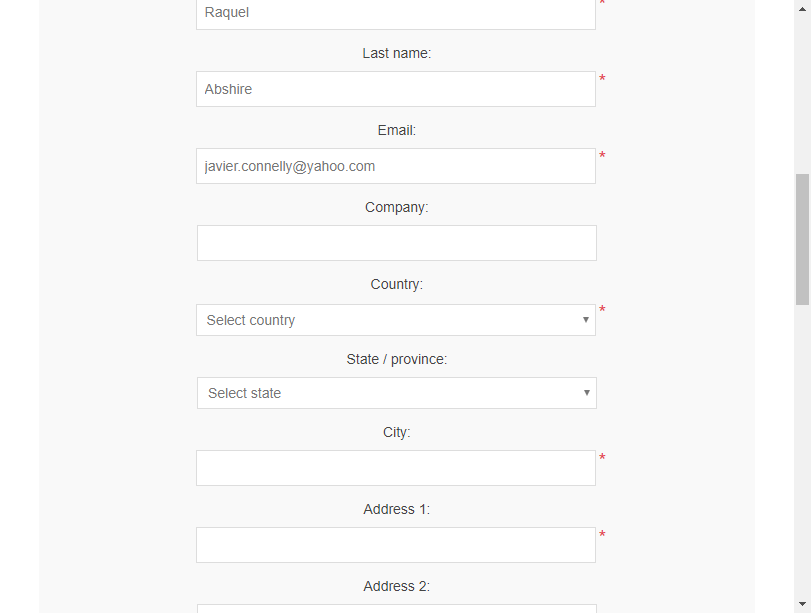 Raquel
*
Last name:
Abshire
*
Email:
javier.connelly@yahoo.com
*
Company:
Country:
Select country
*
State / province:
Select state
City:
*
Address 1:
*
Address 2: